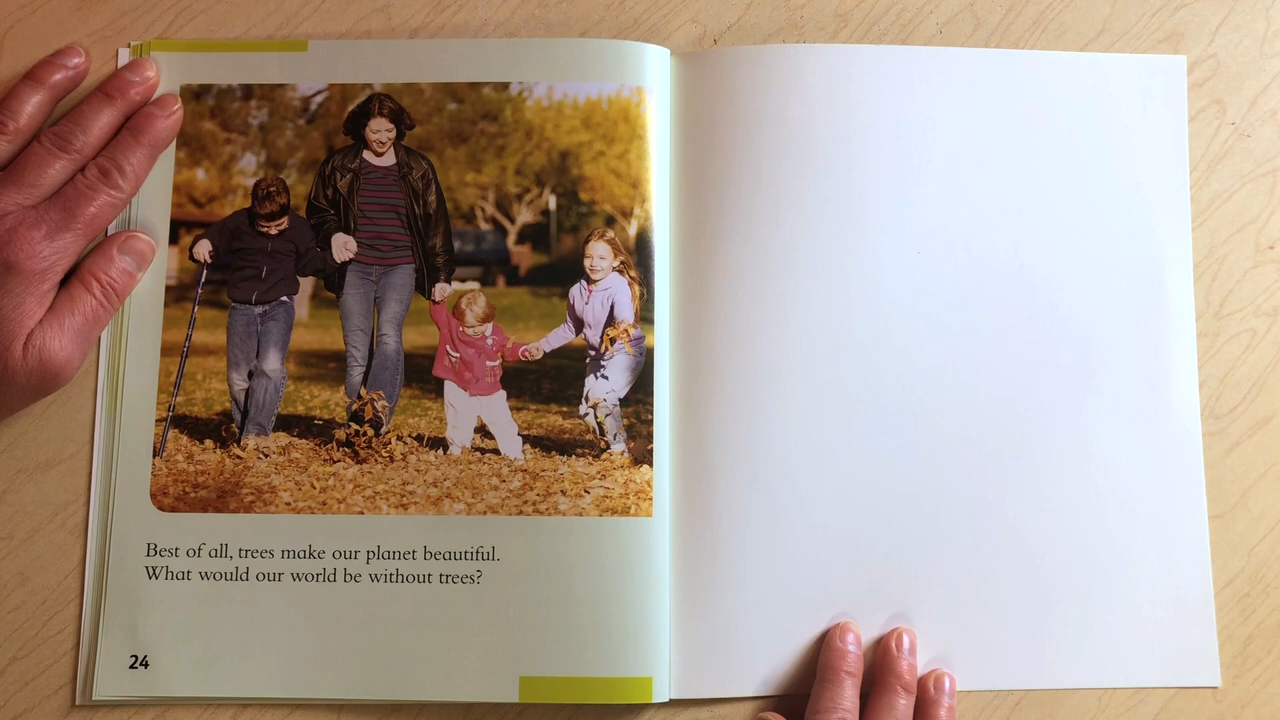 Best of all, trees make our planet beautiful.
What would our world be without trees?
24